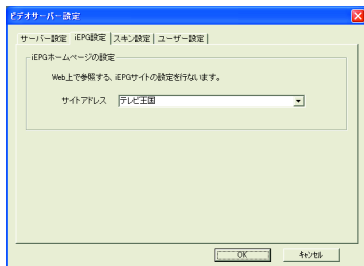 ビデオサーバー設定
サーバー設定 iEPG設定 スキン設定 ユーザー設定
iEPGホームページの設定
Web上で参照する、iEPGサイトの設定を行ないます。
サイトアドレス テレビ王国
OK キャンセル